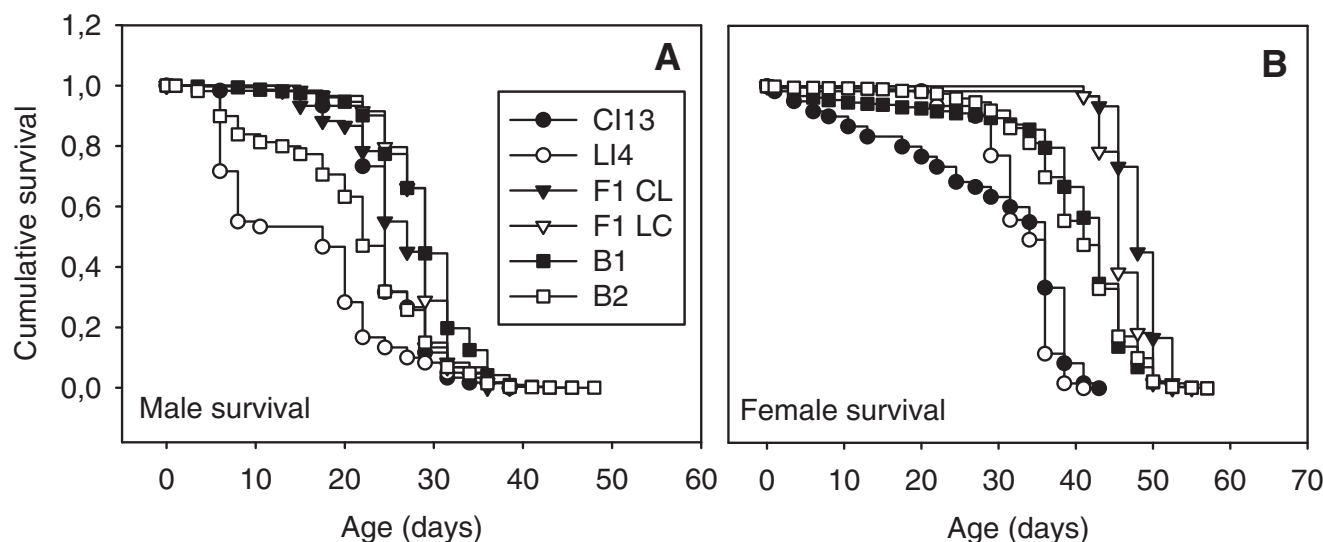 1,2
1,0
0,8
0,6
0,4
0,2
0,0
Cumulative survival
A
CI13
LI4
F1 CL
F1 LC
B1
B2
Male survival
0 10 20 30 40 50 60
Age (days)
B
Female survival
0 10 20 30 40 50 60 70
Age (days)